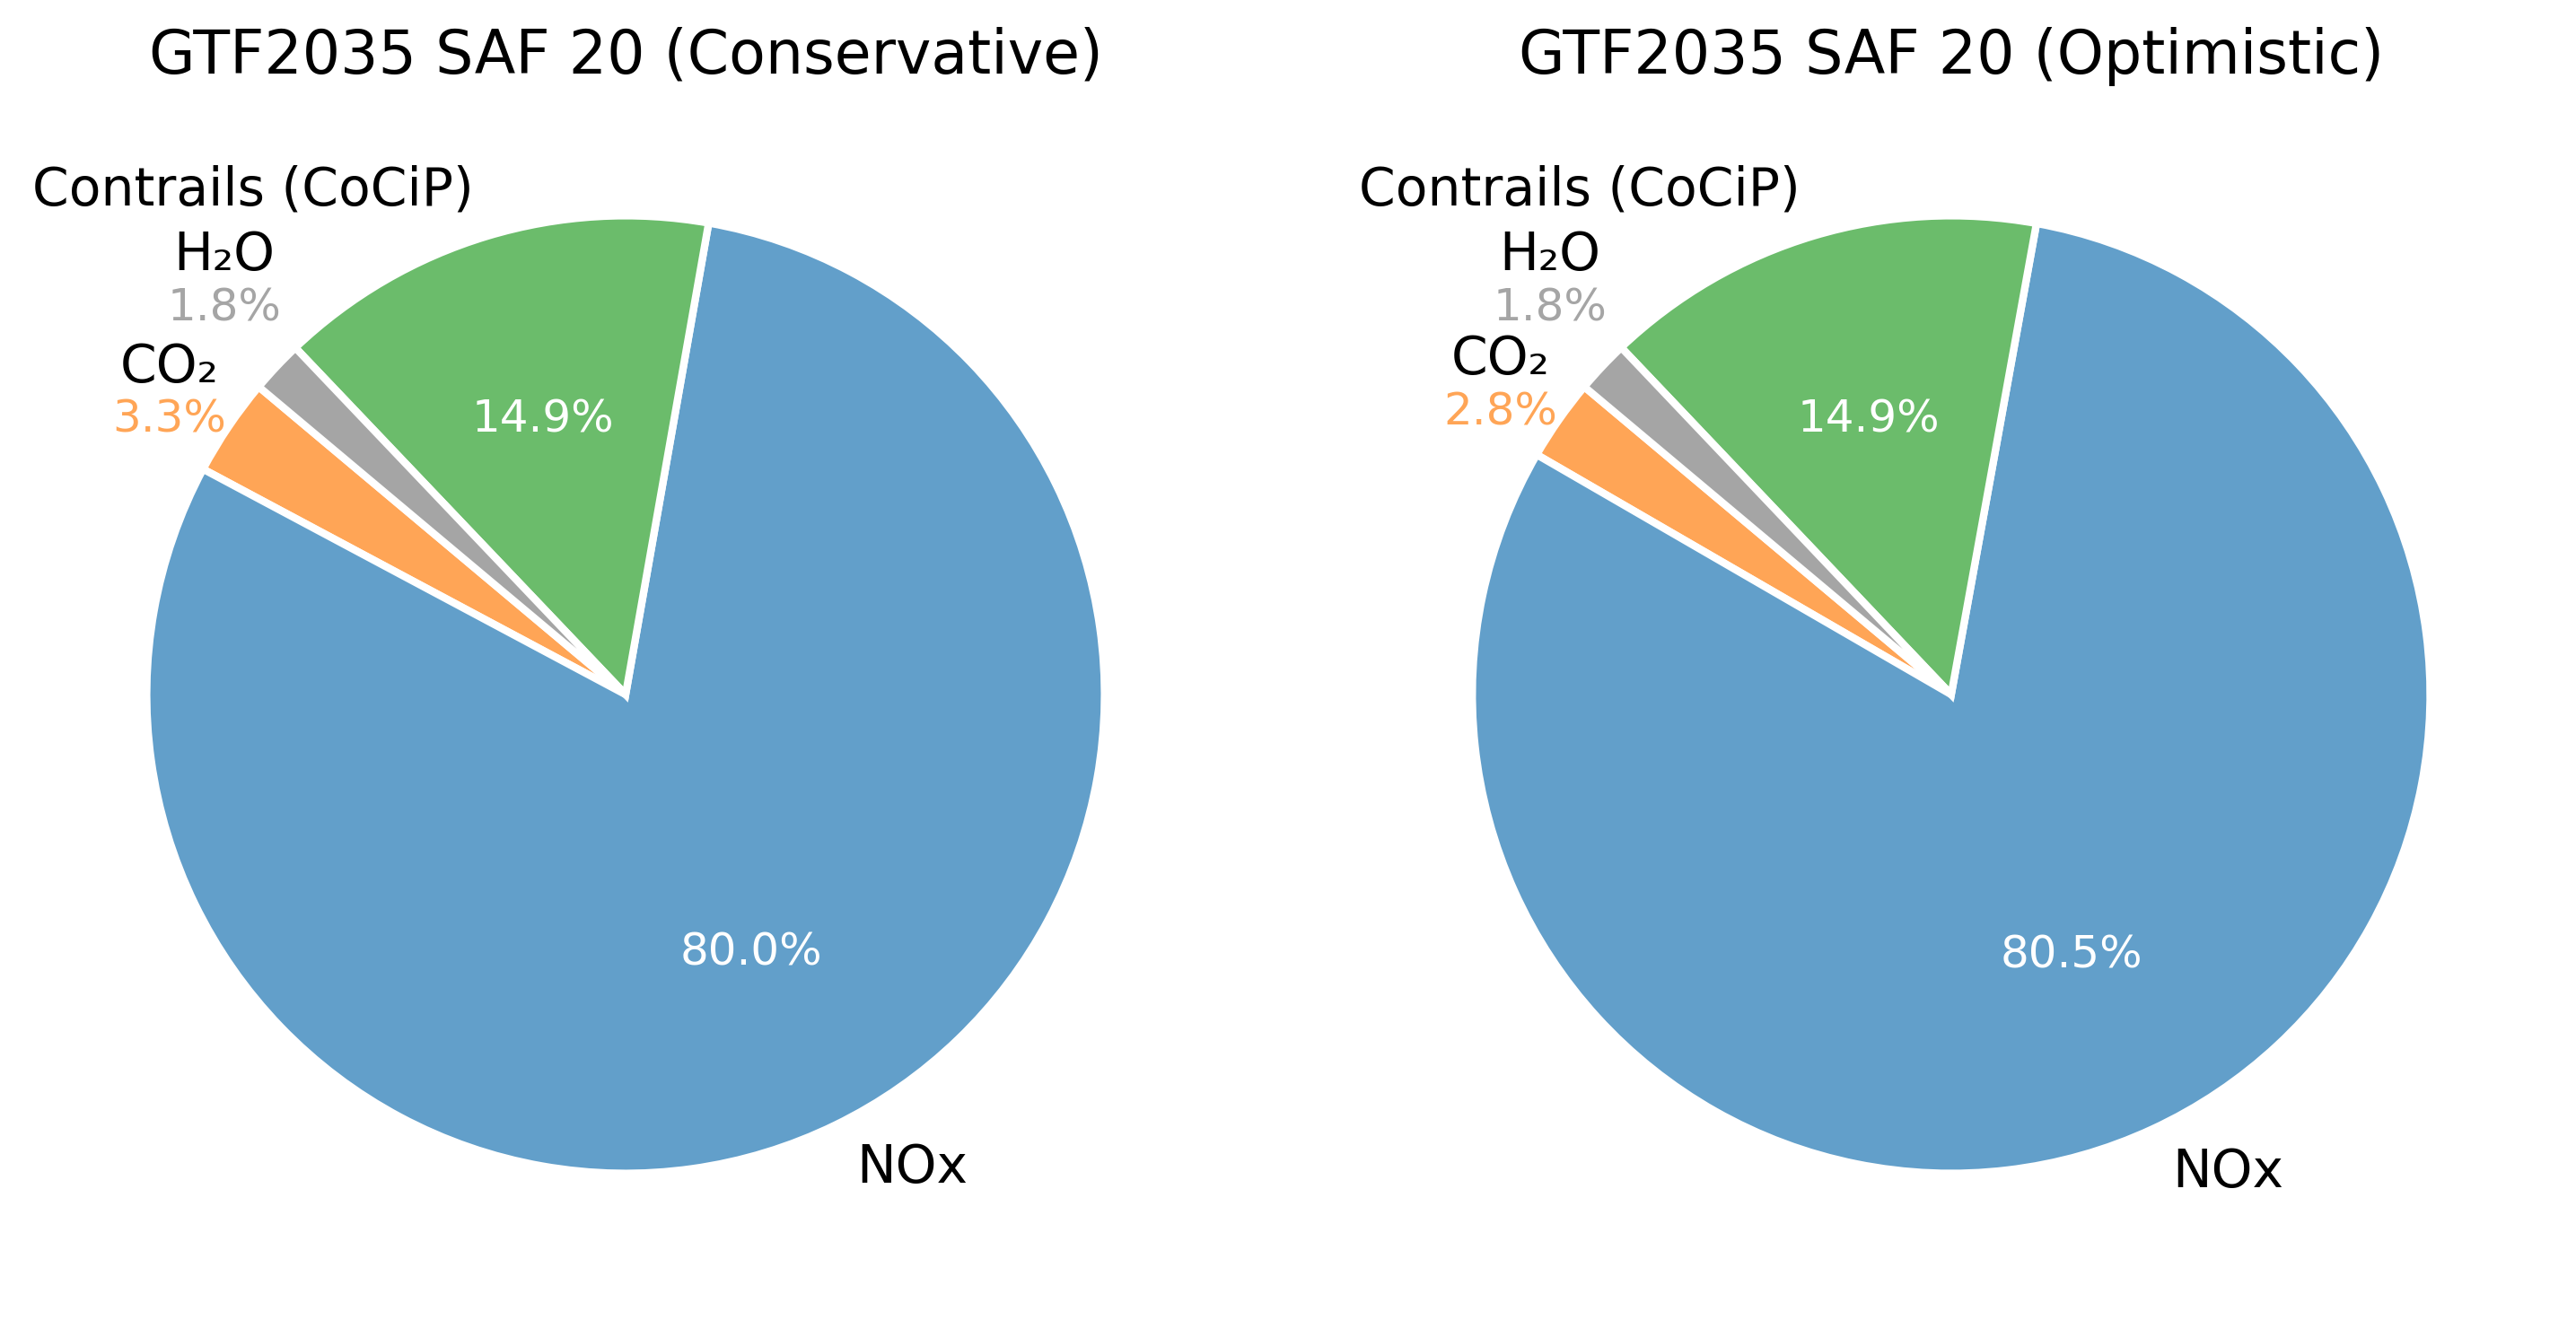 GTF2035 SAF 20 (Conservative)
Contrails (CoCiP)
H₂O
1.8%
CO₂
3.3%
14.9%
80.0%
NOx
GTF2035 SAF 20 (Optimistic)
Contrails (CoCiP)
H₂O
1.8%
CO₂
2.8%
14.9%
80.5%
NOx